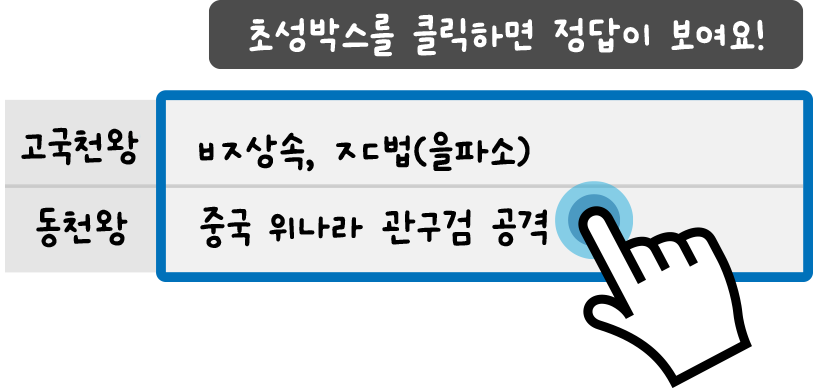 초성박스를 클릭하면 정답이 보여요!
고국천왕 ㅂㅈ상속, ㅈㄷ법(을파소)
동천왕 중국 위나라 관구검 공격